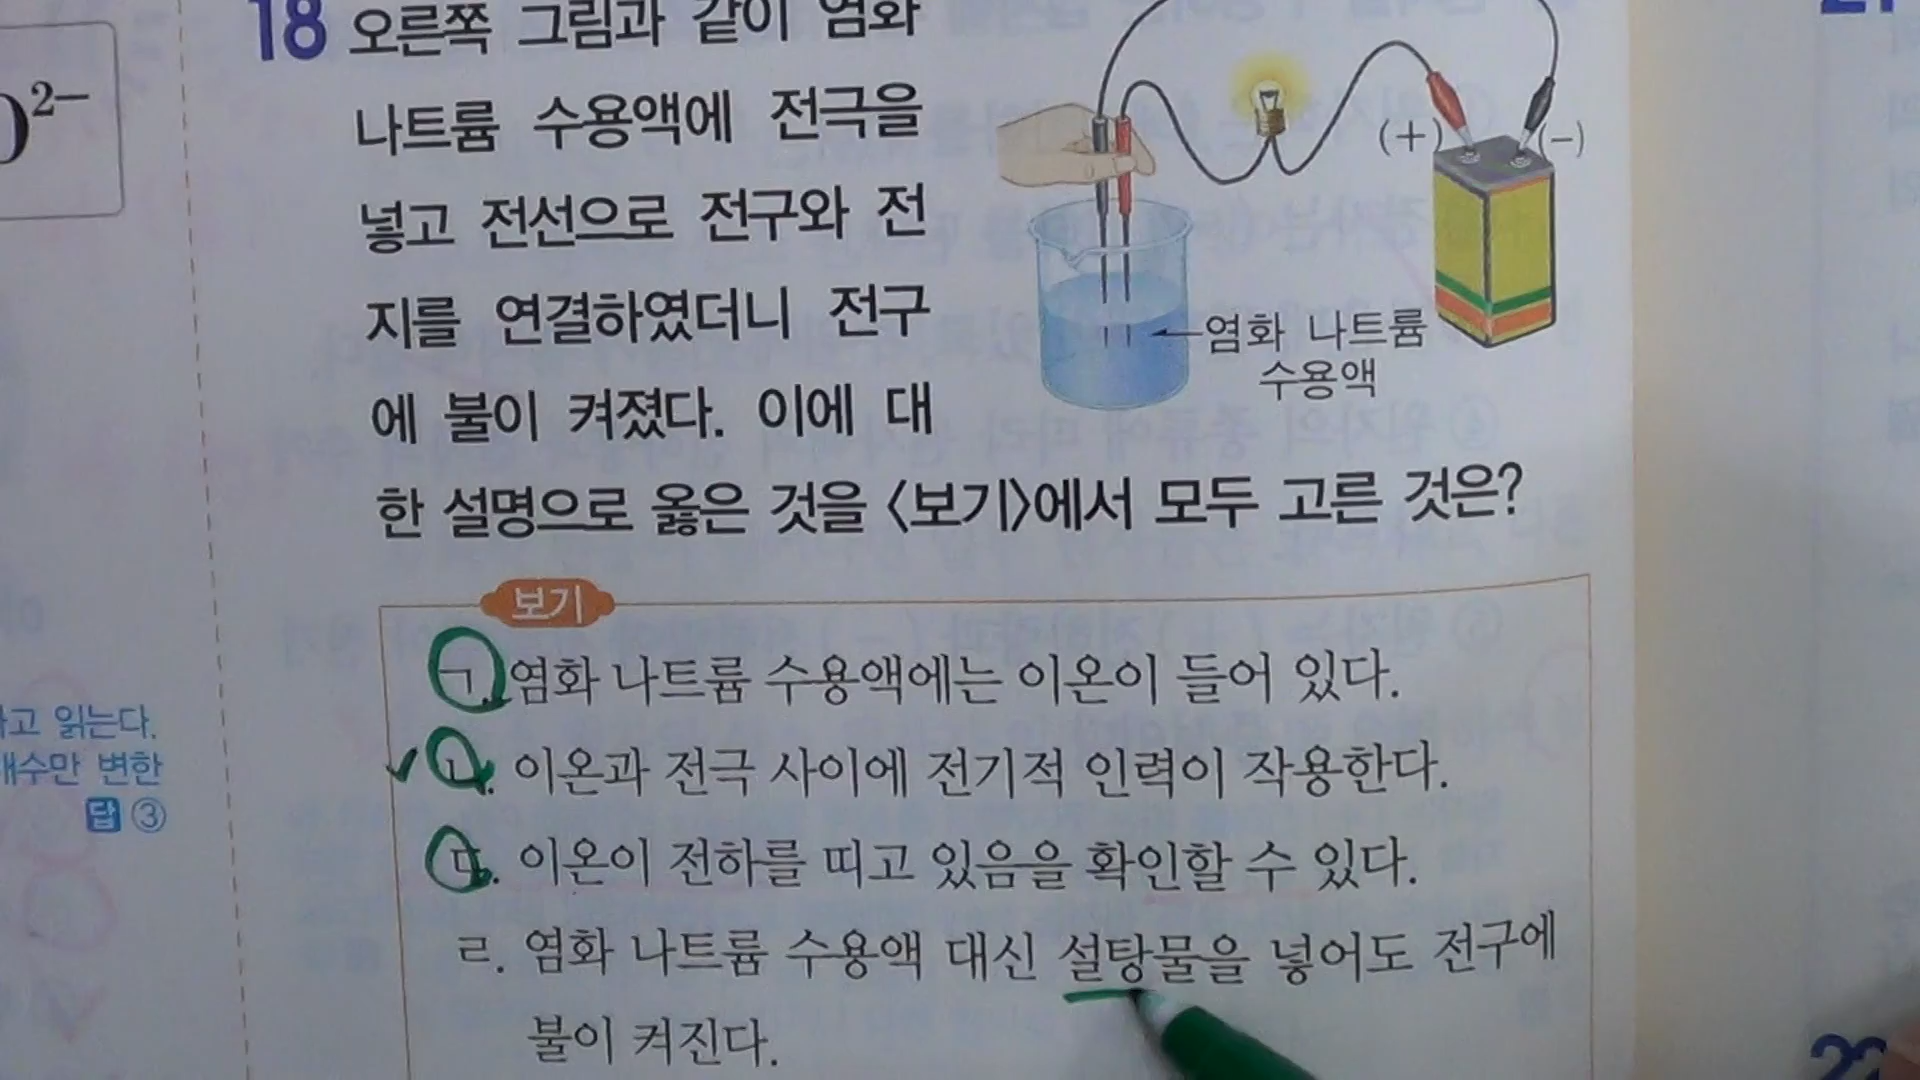 18 오른쪽 그림과 같이 염화
나트륨 수용액에 전극을
넣고 전선으로 전구와 전
지를 연결하였더니 전구
에 불이 켜졌다. 이에 대
한 설명으로 옳은 것을 〈보기〉에서 모두 고른 것은?
(+)
(-)
염화 나트륨
수용액
보기
ㄱ. 염화 나트륨 수용액에는 이온이 들어 있다.
ㄴ. 이온과 전극 사이에 전기적 인력이 작용한다.
ㄷ. 이온이 전하를 띠고 있음을 확인할 수 있다.
ㄹ. 염화 나트륨 수용액 대신 설탕물을 넣어도 전구에
불이 켜진다.
2−
고 읽는다.
개수만 변한
답 ③
22